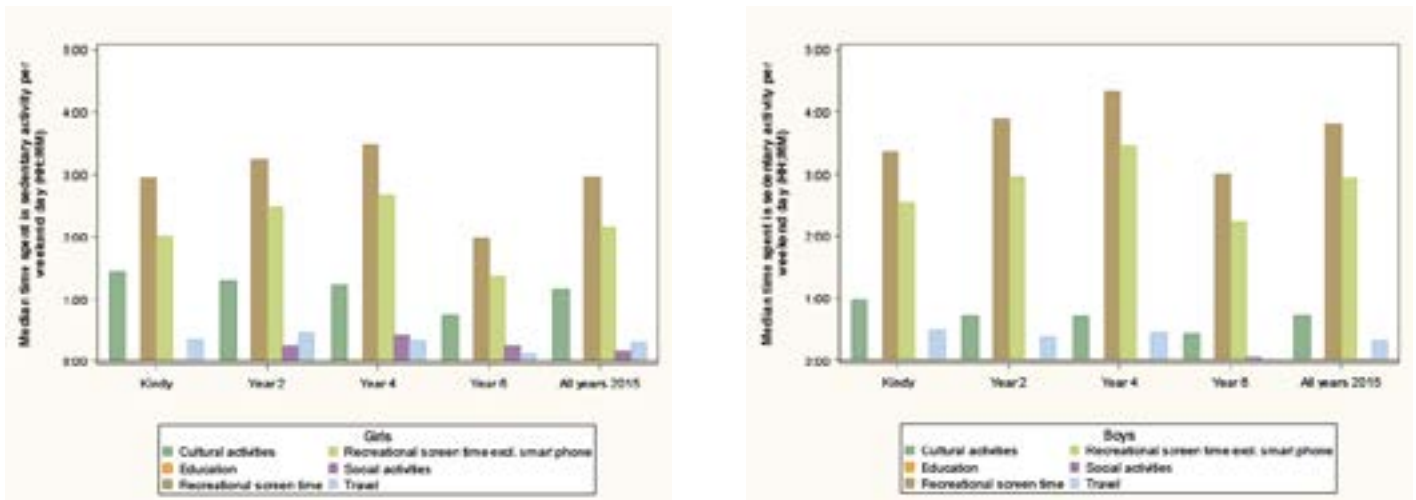 Median time spent in sedentary activity per
weekend day (HH:MM)
5:00
4:00
3:00
2:00
1:00
0:00
Kindy
Year 2
Year 4
Year 6
All years 2015
Girls
Cultural activities
Recreational screen time excl. smart phone
Education
Social activities
Recreational screen time
Travel
Median time spent in sedentary activity per
weekend day (HH:MM)
5:00
4:00
3:00
2:00
1:00
0:00
Kindy
Year 2
Year 4
Year 6
All years 2015
Boys
Cultural activities
Recreational screen time excl. smart phone
Education
Social activities
Recreational screen time
Travel